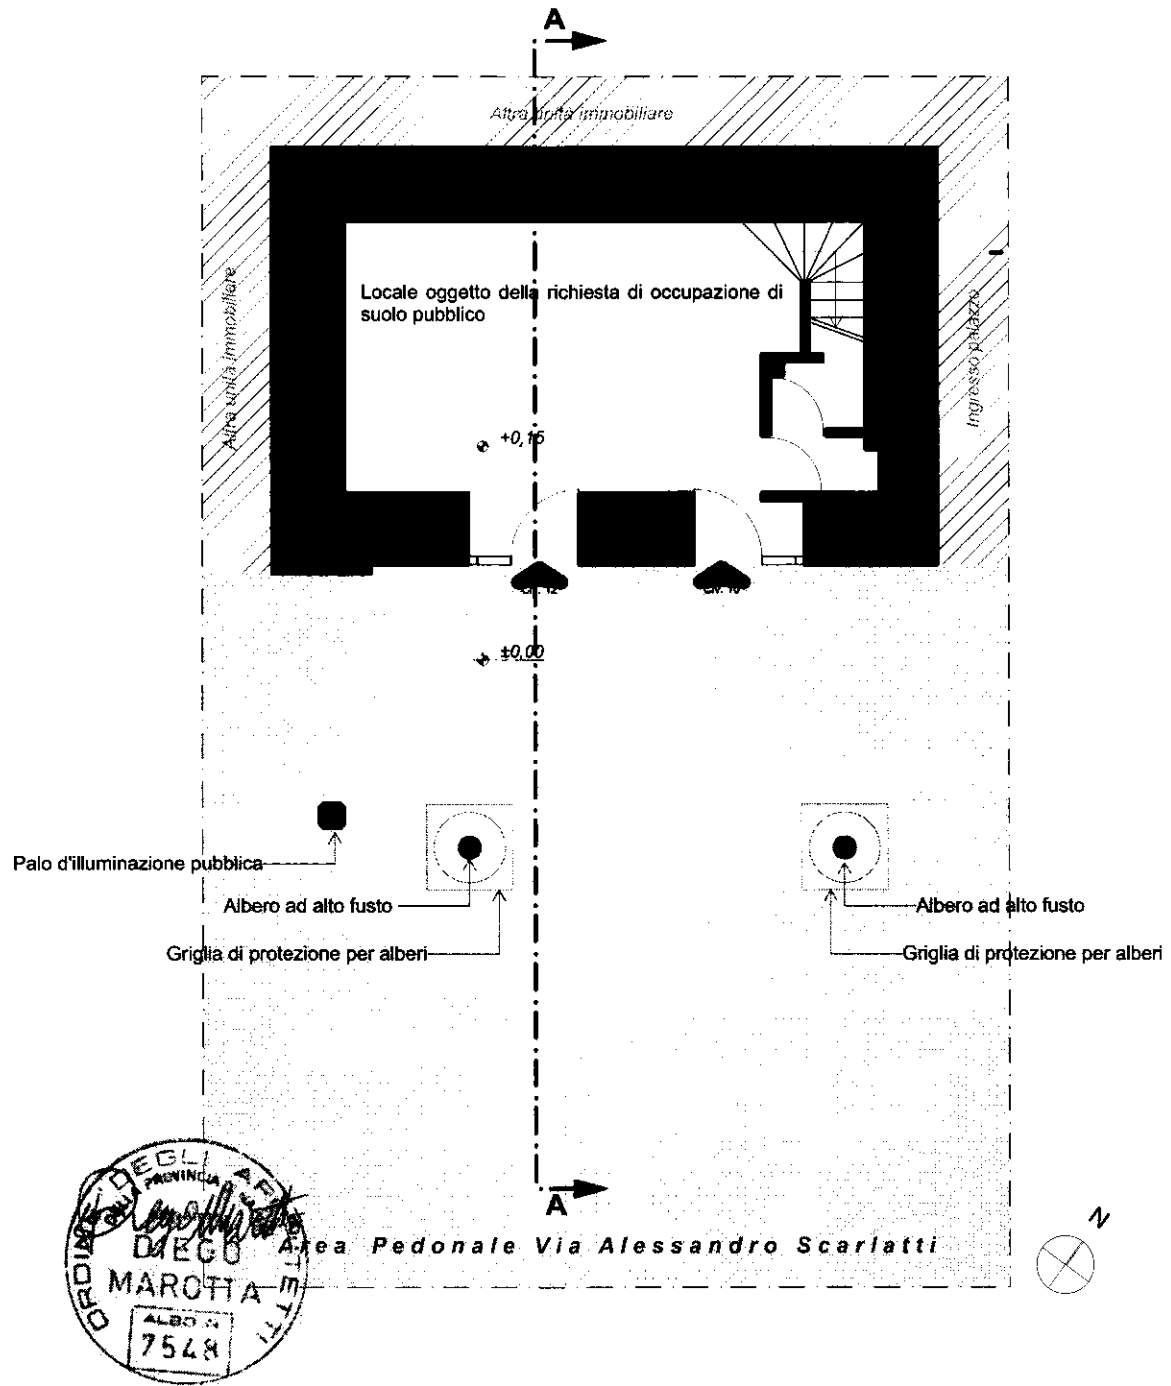 A
Altra unità immobiliare
Locale oggetto della richiesta di occupazione di
suolo pubblico
Altra unità immobiliare
Ingresso palazzo
+0,15
±0,00
Palo d'illuminazione pubblica
Albero ad alto fusto
Griglia di protezione per alberi
Albero ad alto fusto
Griglia di protezione per alberi
A
Area Pedonale Via Alessandro Scarlatti
N
DEGLI
PROVINCIA
DIEGO
MAROTTA
ALBO N
7548